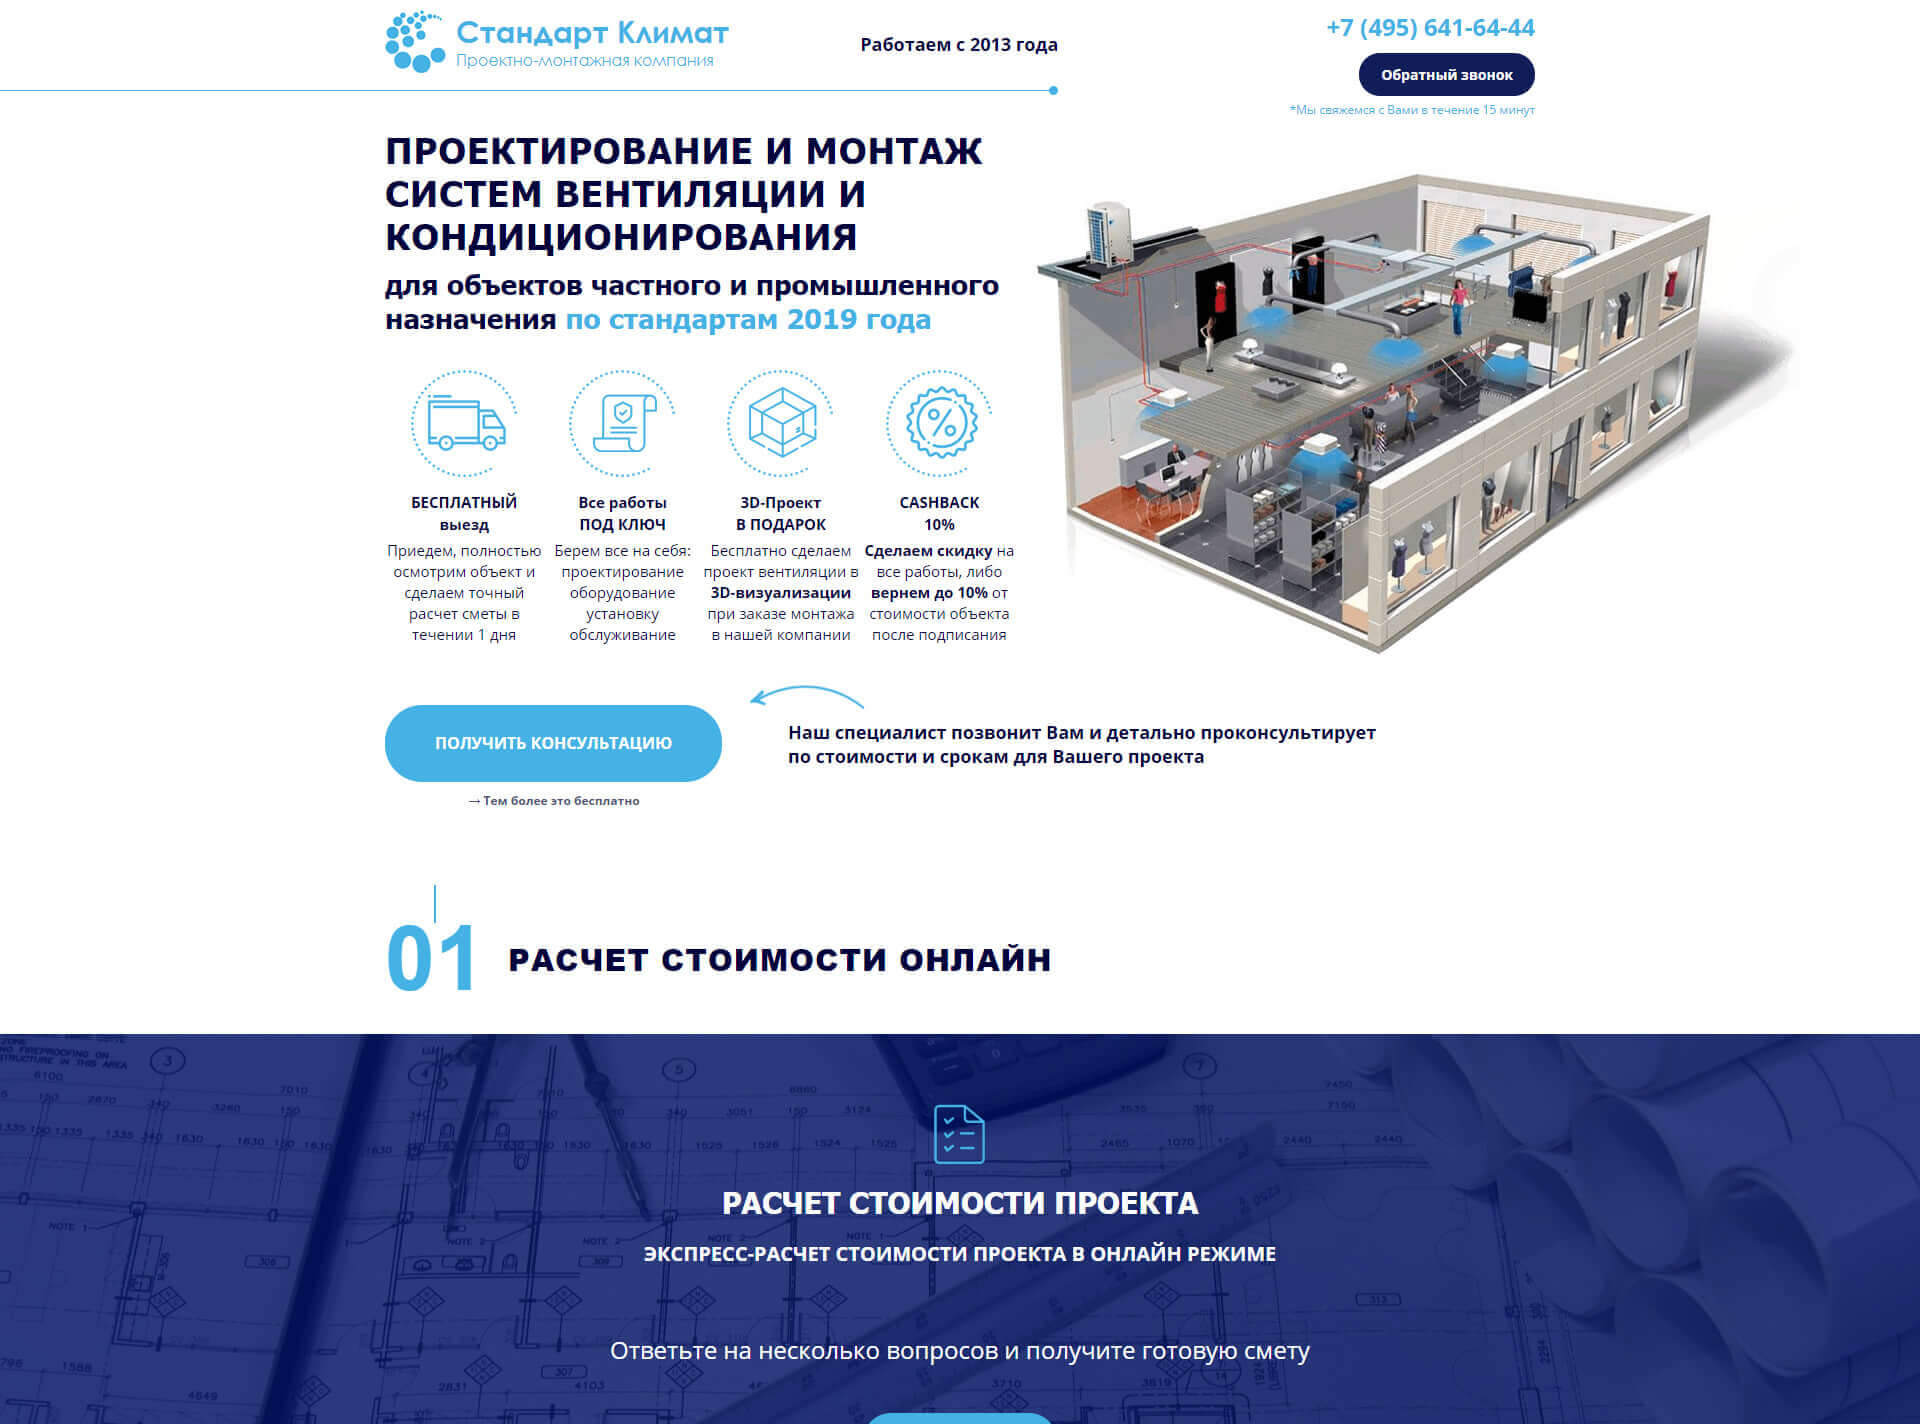 Стандарт Климат
Проектно-монтажная компания
Работаем с 2013 года
+7 (495) 641-64-44
Обратный звонок
*Мы свяжемся с Вами в течение 15 минут
ПРОЕКТИРОВАНИЕ И МОНТАЖ
СИСТЕМ ВЕНТИЛЯЦИИ И
КОНДИЦИОНИРОВАНИЯ
для объектов частного и промышленного
назначения по стандартам 2019 года
БЕСПЛАТНЫЙ
выезд
Приедем, полностью
осмотрим объект и
сделаем точный
расчет сметы в
течении 1 дня
Все работы
ПОД КЛЮЧ
Берем все на себя:
проектирование
оборудование
установку
обслуживание
3D-Проект
В ПОДАРОК
Бесплатно сделаем
проект вентиляции в
3D-визуализации
при заказе монтажа
в нашей компании
CASHBACK
10%
Сделаем скидку на
все работы, либо
вернем до 10% от
стоимости объекта
после подписания
ПОЛУЧИТЬ КОНСУЛЬТАЦИЮ
→ Тем более это бесплатно
Наш специалист позвонит Вам и детально проконсультирует
по стоимости и срокам для Вашего проекта
01
РАСЧЕТ СТОИМОСТИ ОНЛАЙН
РАСЧЕТ СТОИМОСТИ ПРОЕКТА
ЭКСПРЕСС-РАСЧЕТ СТОИМОСТИ ПРОЕКТА В ОНЛАЙН РЕЖИМЕ
Ответьте на несколько вопросов и получите готовую смету